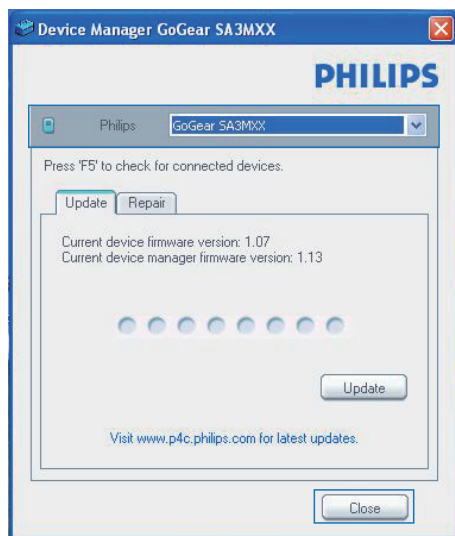 Device Manager GoGear SA3MXX
PHILIPS
Philips GoGear SA3MXX
Press 'F5' to check for connected devices.
Update Repair
Current device firmware version: 1.07
Current device manager firmware version: 1.13
Update
Visit www.p4c.philips.com for latest updates.
Close